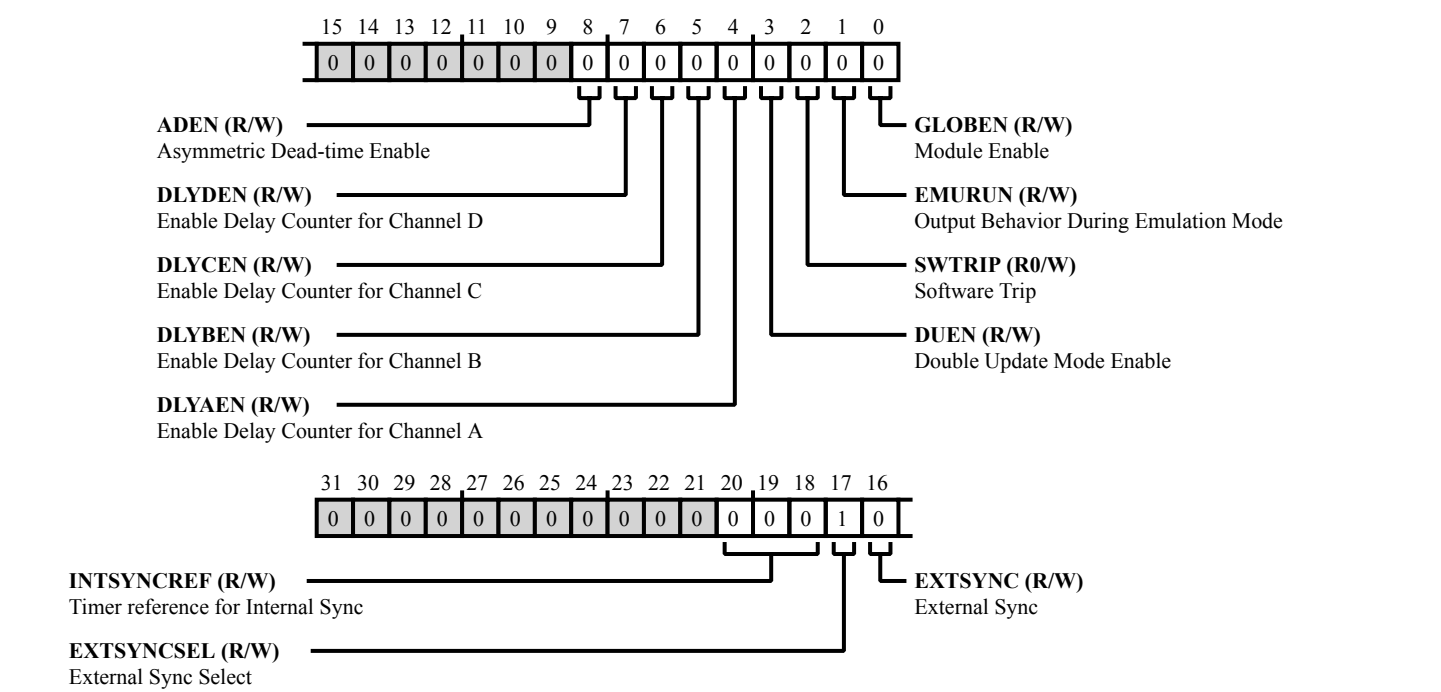 15 14 13 12 11 10 9 8 7 6 5 4 3 2 1 0
0 0 0 0 0 0 0 0 0 0 0 0 0 0 0 0
ADEN (R/W)
Asymmetric Dead-time Enable
GLOBEN (R/W)
Module Enable
DLYDEN (R/W)
Enable Delay Counter for Channel D
EMURUN (R/W)
Output Behavior During Emulation Mode
DLYCEN (R/W)
Enable Delay Counter for Channel C
SWTRIP (R0/W)
Software Trip
DLYBEN (R/W)
Enable Delay Counter for Channel B
DUEN (R/W)
Double Update Mode Enable
DLYAEN (R/W)
Enable Delay Counter for Channel A
31 30 29 28 27 26 25 24 23 22 21 20 19 18 17 16
0 0 0 0 0 0 0 0 0 0 0 0 0 0 1 0
INTSYNCREF (R/W)
Timer reference for Internal Sync
EXTSYNC (R/W)
External Sync
EXTSYNCSEL (R/W)
External Sync Select